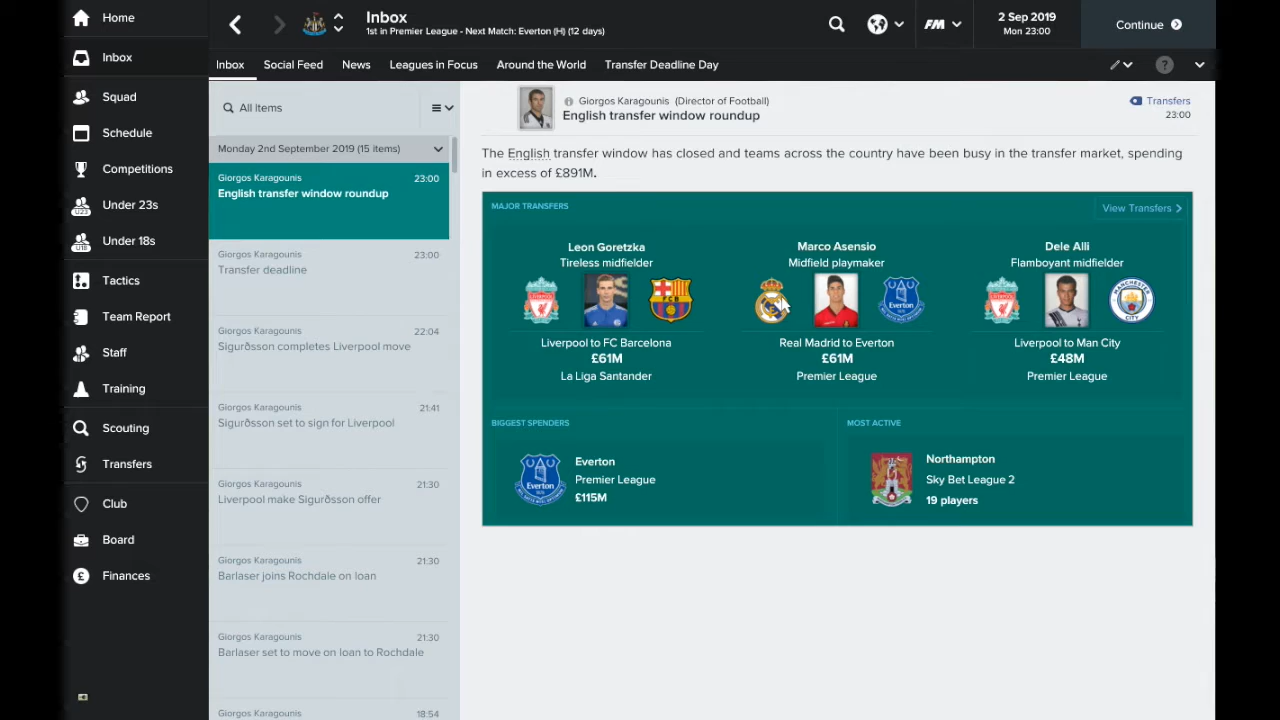 Home
Inbox
Squad
Schedule
Competitions
U23
Under 23s
U18
Under 18s
Tactics
Team Report
Staff
Training
Scouting
Transfers
Club
Board
Finances
Inbox
1st in Premier League - Next Match: Everton (H) (12 days)
FM
2 Sep 2019
Mon 23:00
Continue
Inbox
Social Feed
News
Leagues in Focus
Around the World
Transfer Deadline Day
?
All items
Monday 2nd September 2019 (15 items)
Giorgos Karagounis 23:00
English transfer window roundup
Giorgos Karagounis 23:00
Transfer deadline
Giorgos Karagounis 22:04
Sigurðsson completes Liverpool move
Giorgos Karagounis 21:41
Sigurðsson set to sign for Liverpool
Giorgos Karagounis 21:30
Liverpool make Sigurðsson offer
Giorgos Karagounis 21:30
Barlaser joins Rochdale on loan
Giorgos Karagounis 21:30
Barlaser set to move on loan to Rochdale
Giorgos Karagounis 18:54
Giorgos Karagounis (Director of Football)
English transfer window roundup
Transfers
23:00
The English transfer window has closed and teams across the country have been busy in the transfer market, spending
in excess of £891M.
MAJOR TRANSFERS
View Transfers
Leon Goretzka
Tireless midfielder
Liverpool to FC Barcelona
£61M
La Liga Santander
Marco Asensio
Midfield playmaker
Everton
Real Madrid to Everton
£61M
Premier League
Dele Alli
Flamboyant midfielder
Liverpool to Man City
£48M
Premier League
BIGGEST SPENDERS
Everton
Everton
Premier League
£115M
MOST ACTIVE
Northampton
Sky Bet League 2
19 players